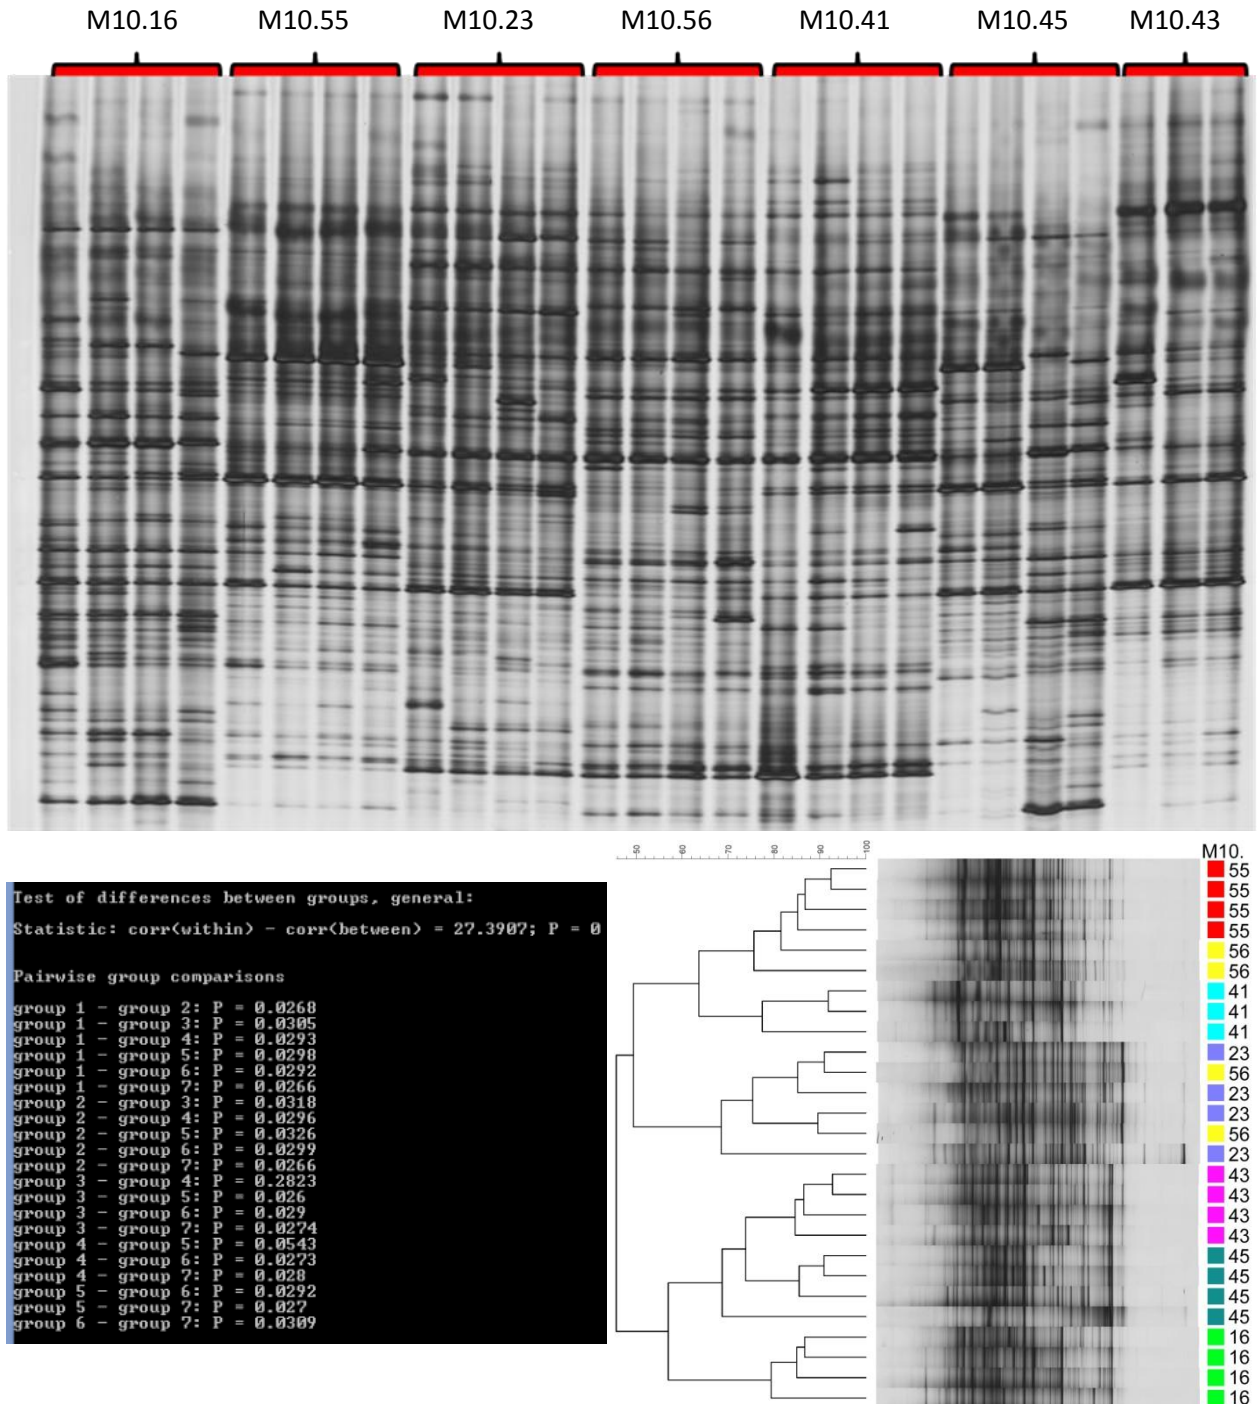 M10.16 M10.55 M10.23 M10.56 M10.41 M10.45 M10.43
Test of differences between groups, general:
Statistic: corr(within) - corr(between) = 27.3907; P = 0
Pairwise group comparisons
group 1 - group 2: P = 0.0268
group 1 - group 3: P = 0.0305
group 1 - group 4: P = 0.0293
group 1 - group 5: P = 0.0298
group 1 - group 6: P = 0.0292
group 1 - group 7: P = 0.0266
group 2 - group 3: P = 0.0318
group 2 - group 4: P = 0.0296
group 2 - group 5: P = 0.0326
group 2 - group 6: P = 0.0299
group 2 - group 7: P = 0.0266
group 3 - group 4: P = 0.2823
group 3 - group 5: P = 0.026
group 3 - group 6: P = 0.029
group 3 - group 7: P = 0.0274
group 4 - group 5: P = 0.0543
group 4 - group 6: P = 0.0273
group 4 - group 7: P = 0.028
group 5 - group 6: P = 0.0292
group 5 - group 7: P = 0.027
group 6 - group 7: P = 0.0309
50 60 70 80 90 100
M10.
55
55
55
55
56
56
41
41
41
23
56
23
23
56
23
43
43
43
43
45
45
45
45
16
16
16
16